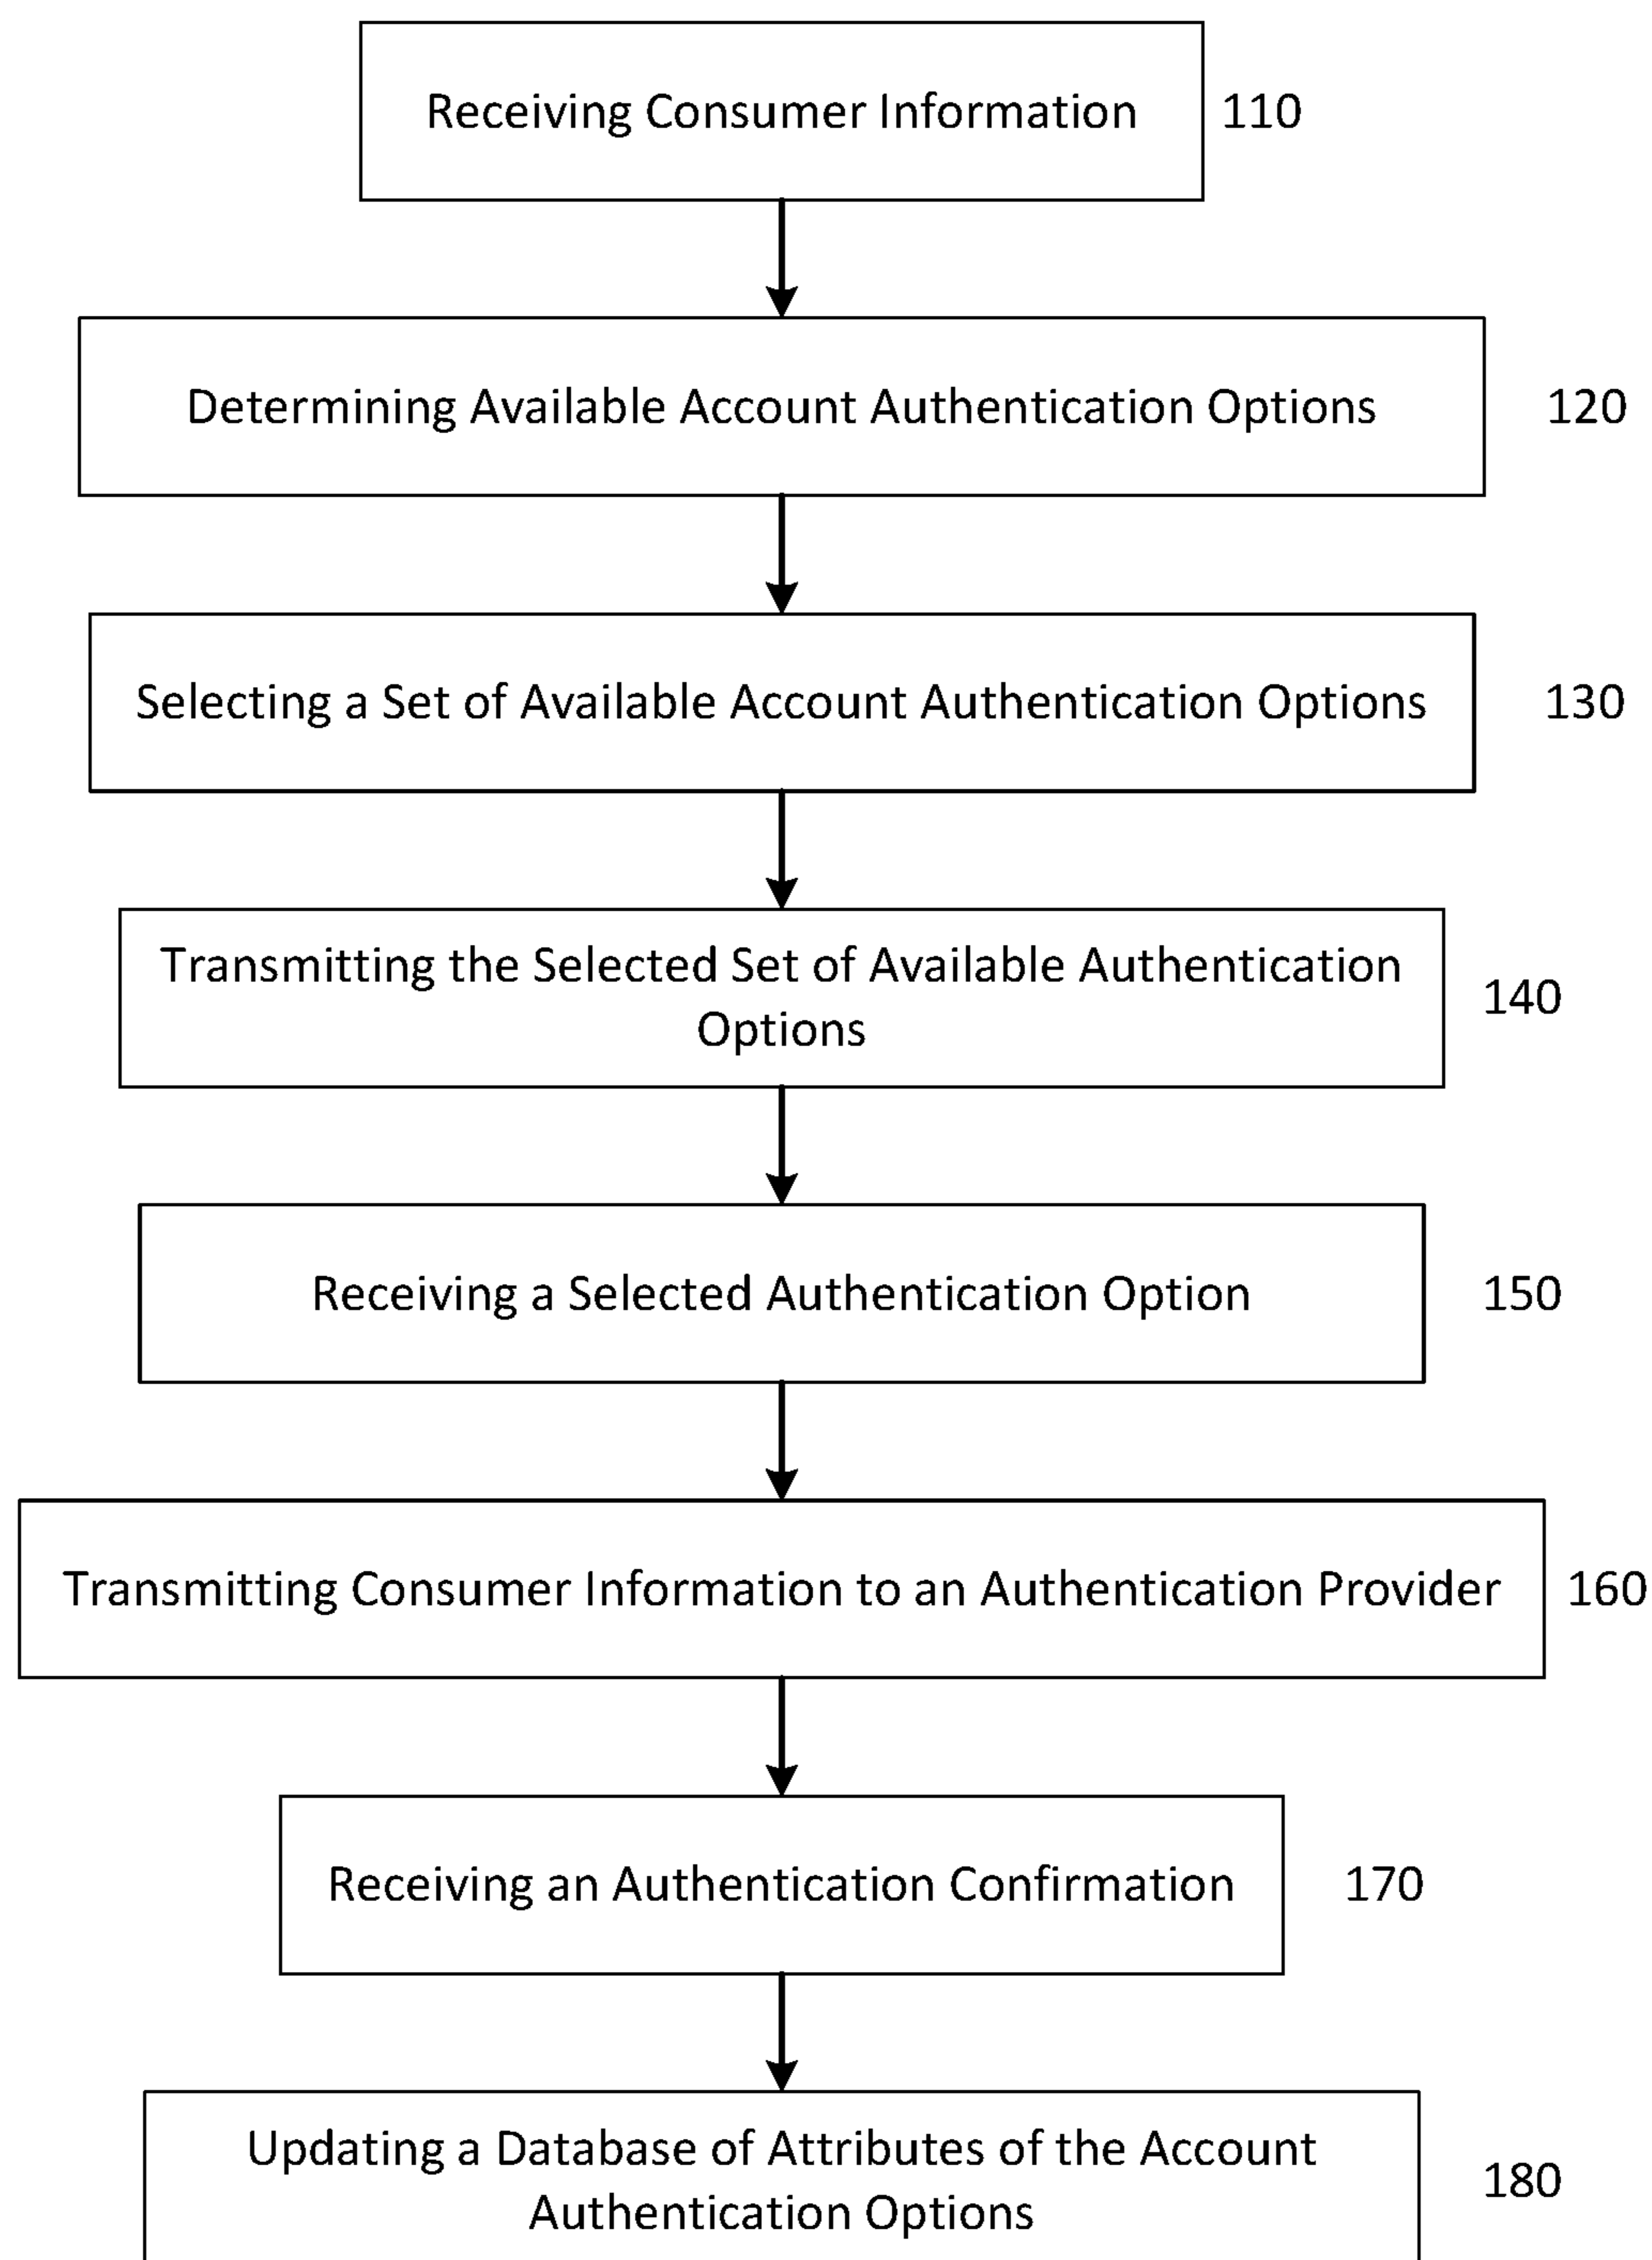 Receiving Consumer Information 110
Determining Available Account Authentication Options 120
Selecting a Set of Available Account Authentication Options 130
Transmitting the Selected Set of Available Authentication
Options
140
Receiving a Selected Authentication Option 150
Transmitting Consumer Information to an Authentication Provider 160
Receiving an Authentication Confirmation 170
Updating a Database of Attributes of the Account
Authentication Options
180